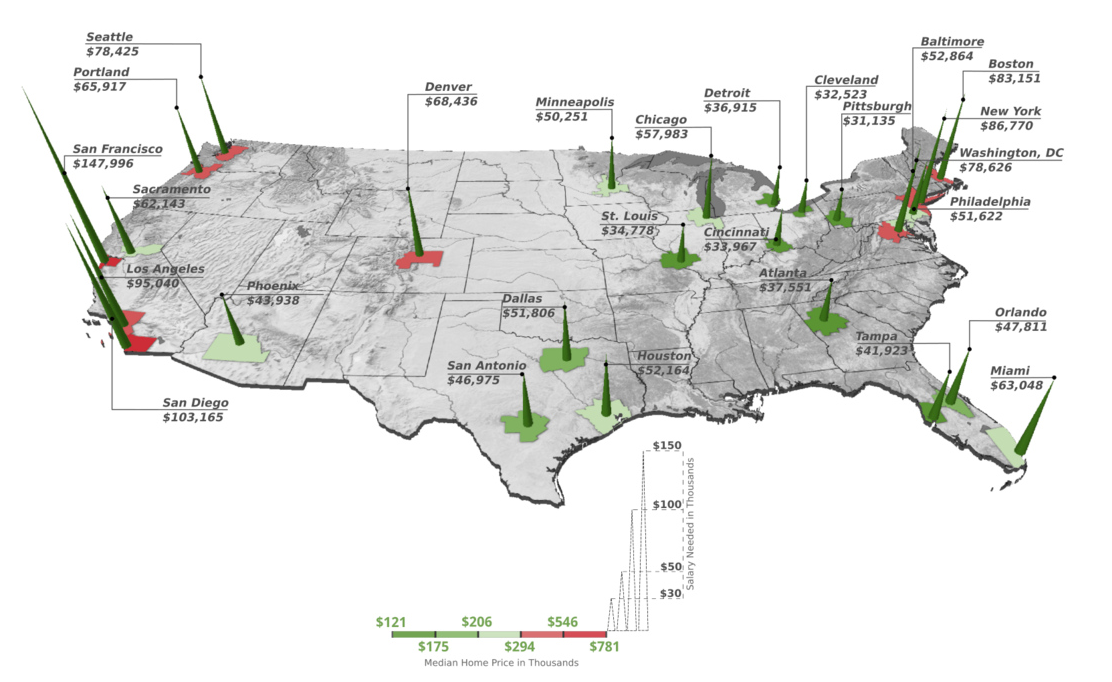 Seattle
$78,425
Portland
$65,917
San Francisco
$147,996
Sacramento
$62,143
Los Angeles
$95,040
Phoenix
$43,938
San Diego
$103,165
Denver
$68,436
Minneapolis
$50,251
Chicago
$57,983
Detroit
$36,915
Cleveland
$32,523
Pittsburgh
$31,135
Baltimore
$52,864
Boston
$83,151
New York
$86,770
Washington, DC
$78,626
Philadelphia
$51,622
St. Louis
$34,778
Cincinnati
$33,967
Atlanta
$37,551
Dallas
$51,806
San Antonio
$46,975
Houston
$52,164
Orlando
$47,811
Tampa
$41,923
Miami
$63,048
$150
$100
$50
$30
Salary Needed in Thousands
$121 $206 $546
$175 $294 $781
Median Home Price in Thousands